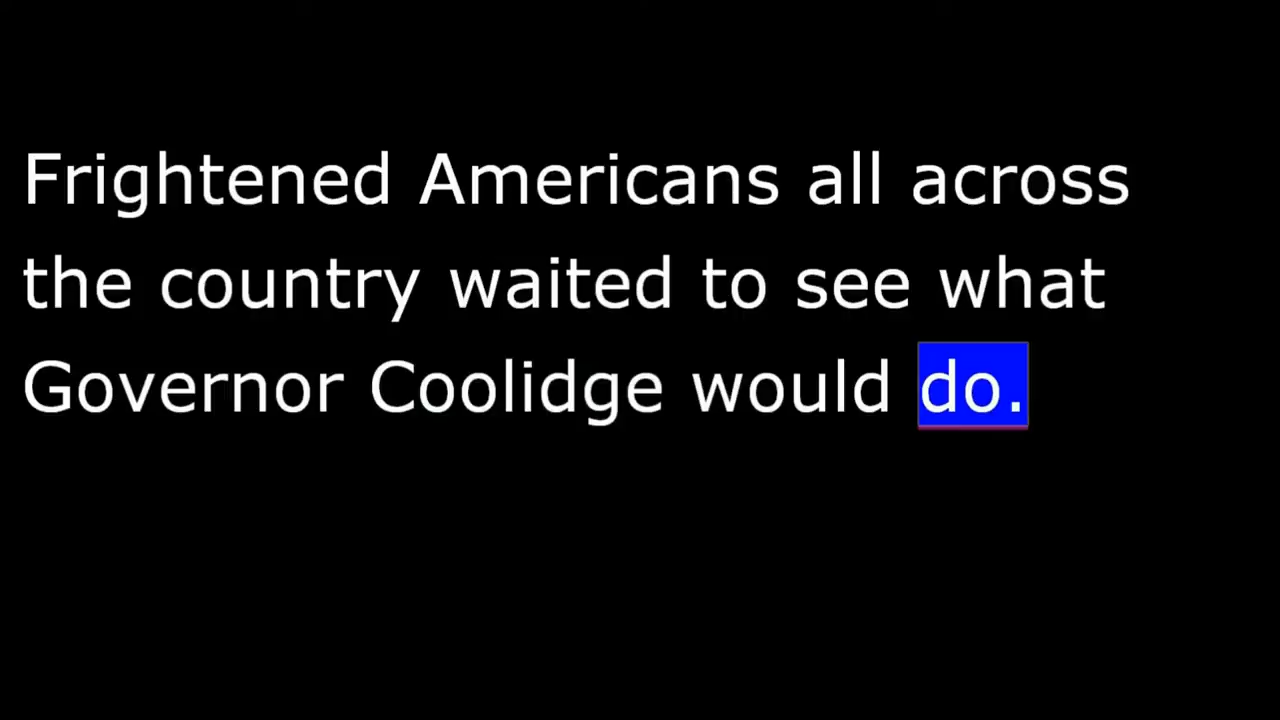 Frightened Americans all across
the country waited to see what
Governor Coolidge would do.